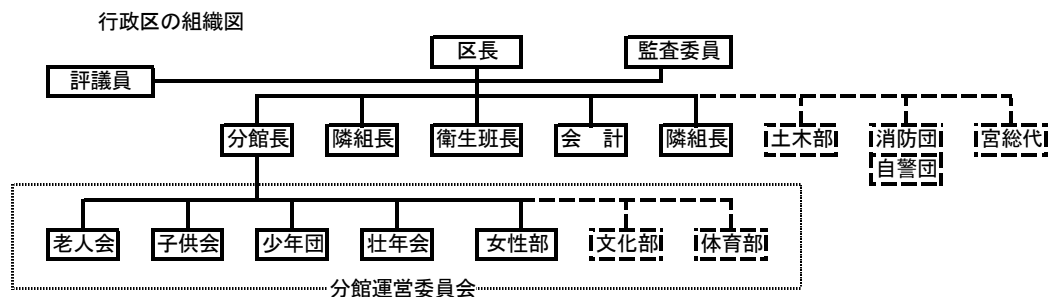 行政区の組織図
区長
監査委員
評議員
分館長
隣組長
衛生班長
会　計
隣組長
土木部
消防団
自警団
宮総代
老人会
子供会
少年団
壮年会
女性部
文化部
体育部
分館運営委員会